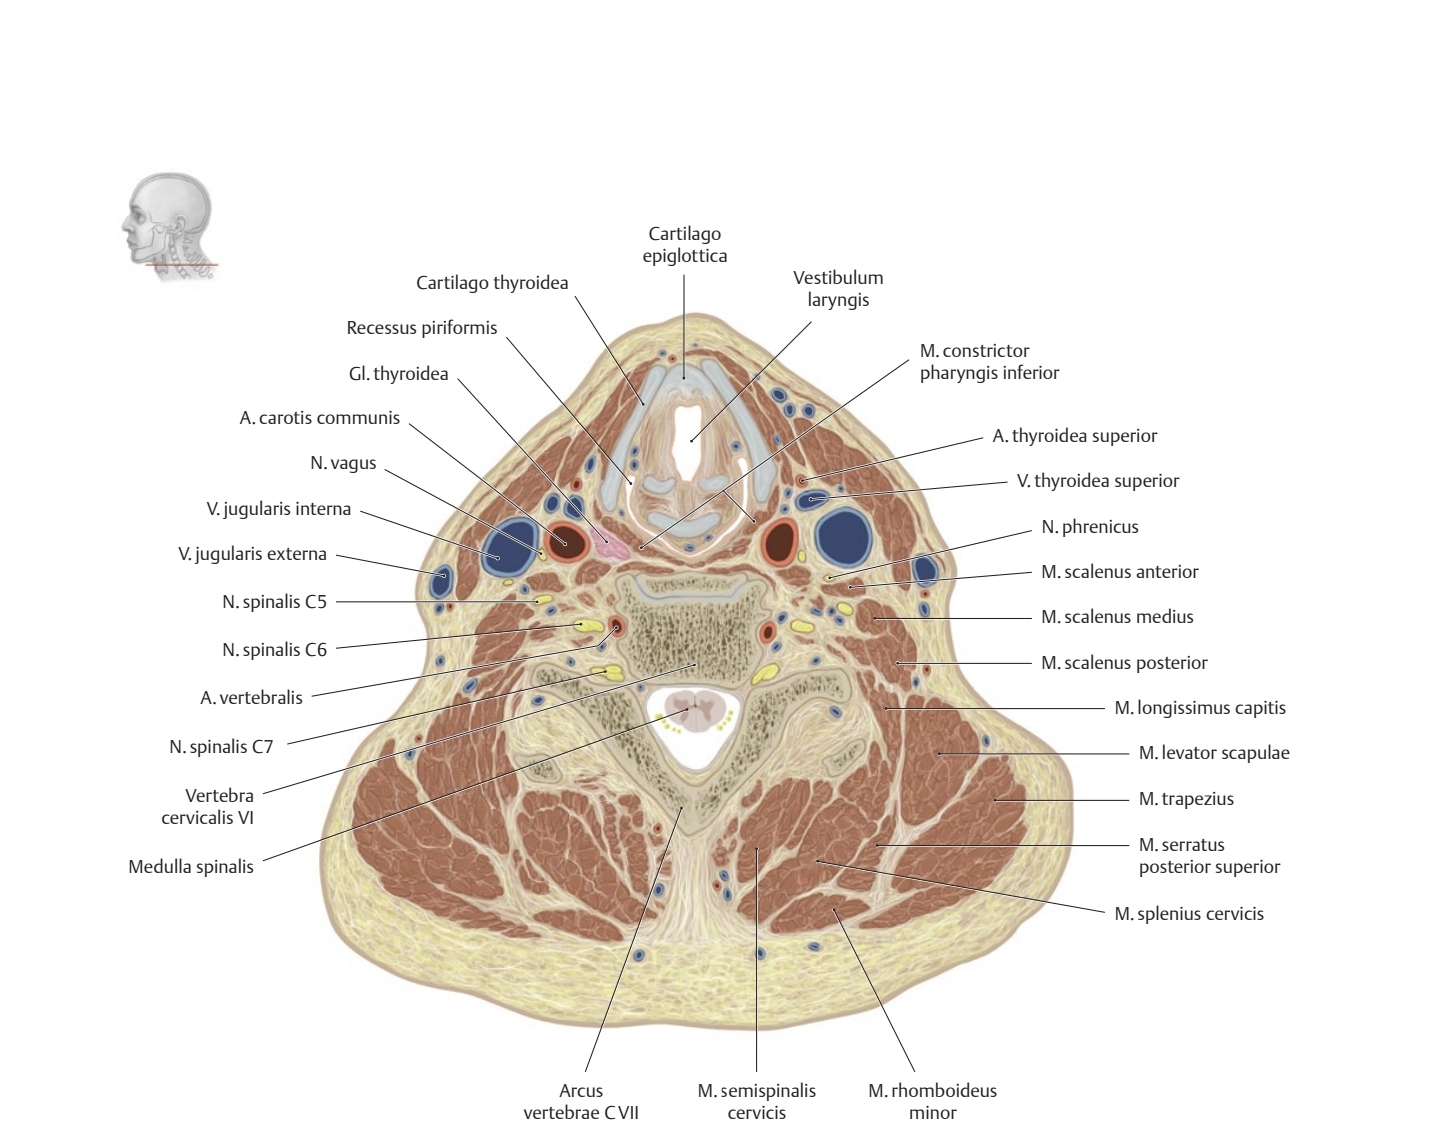 Cartilago
epiglottica
Cartilago thyroidea
Vestibulum
laryngis
Recessus piriformis
M. constrictor
pharyngis inferior
Gl. thyroidea
A. carotis communis
A. thyroidea superior
N. vagus
V. thyroidea superior
V. jugularis interna
N. phrenicus
V. jugularis externa
M. scalenus anterior
N. spinalis C5
M. scalenus medius
N. spinalis C6
M. scalenus posterior
A. vertebralis
M. longissimus capitis
N. spinalis C7
M. levator scapulae
Vertebra
cervicalis VI
M. trapezius
M. serratus
posterior superior
Medulla spinalis
M. splenius cervicis
Arcus
vertebrae C VII
M. semispinalis
cervicis
M. rhomboideus
minor